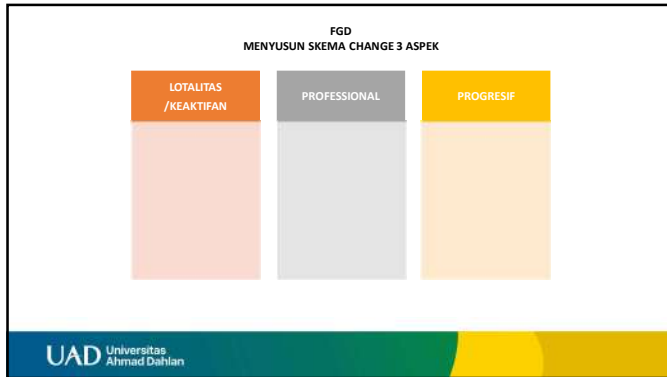 FGD
MENYUSUN SKEMA CHANGE 3 ASPEK
LOTALITAS
/KEAKTIFAN
PROFESSIONAL
PROGRESIF
UAD Universitas
Ahmad Dahlan